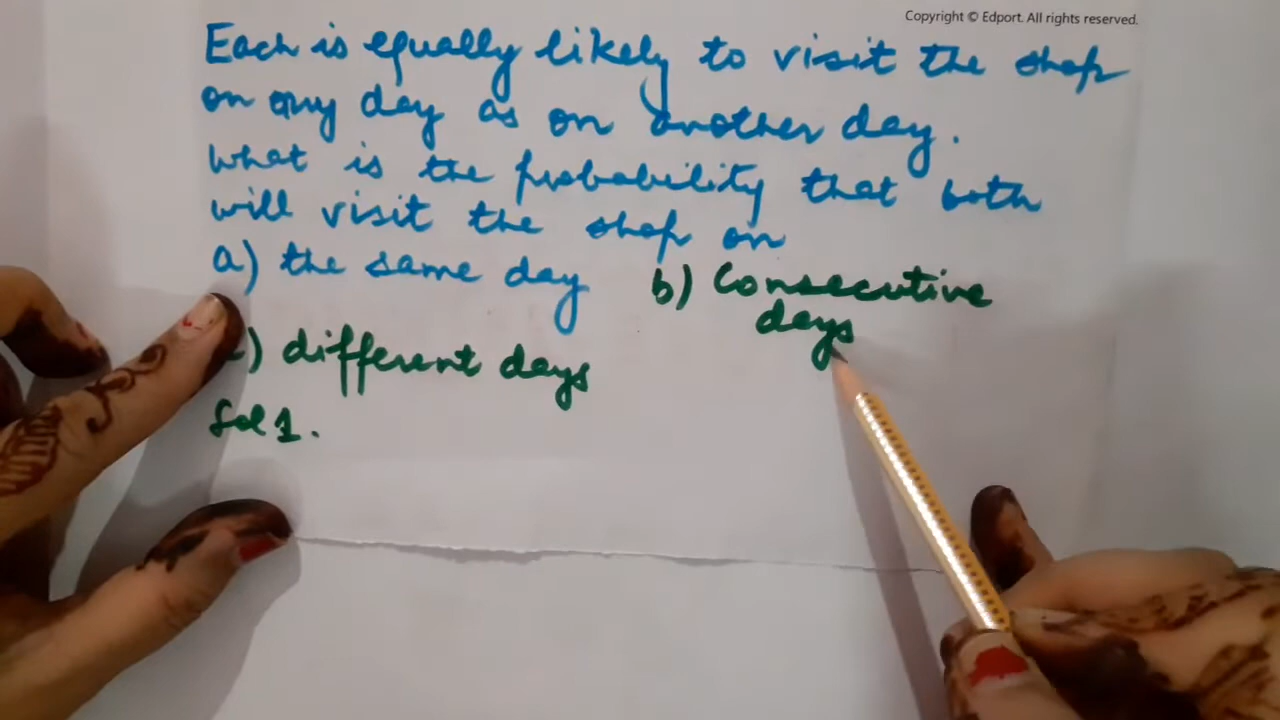 Copyright © Edport. All rights reserved.
Each is equally likely to visit the shop
on any day as on another day.
What is the probability that both
will visit the shop on
a) the same day
b) Consecutive
days
) different days
Sol 1.